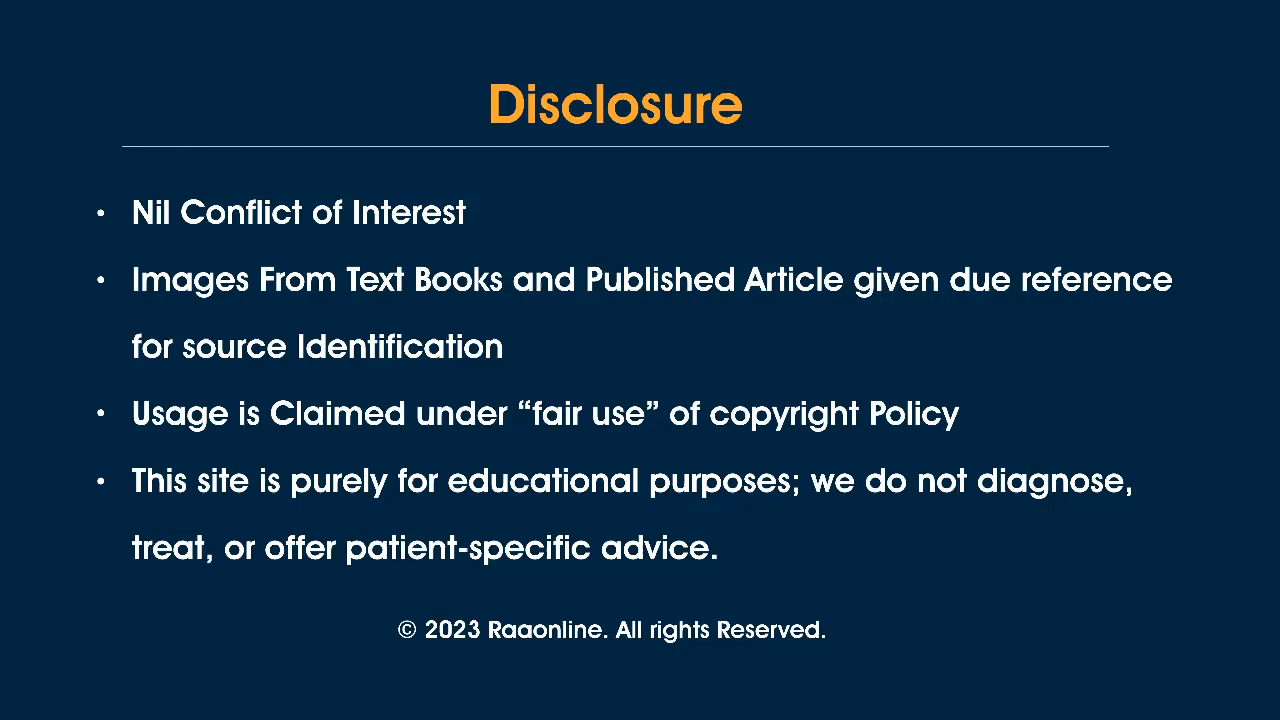 Disclosure
• Nil Conflict of Interest
• Images From Text Books and Published Article given due reference
for source Identification
• Usage is Claimed under “fair use” of copyright Policy
• This site is purely for educational purposes; we do not diagnose,
treat, or offer patient-specific advice.
© 2023 Raaonline. All rights Reserved.